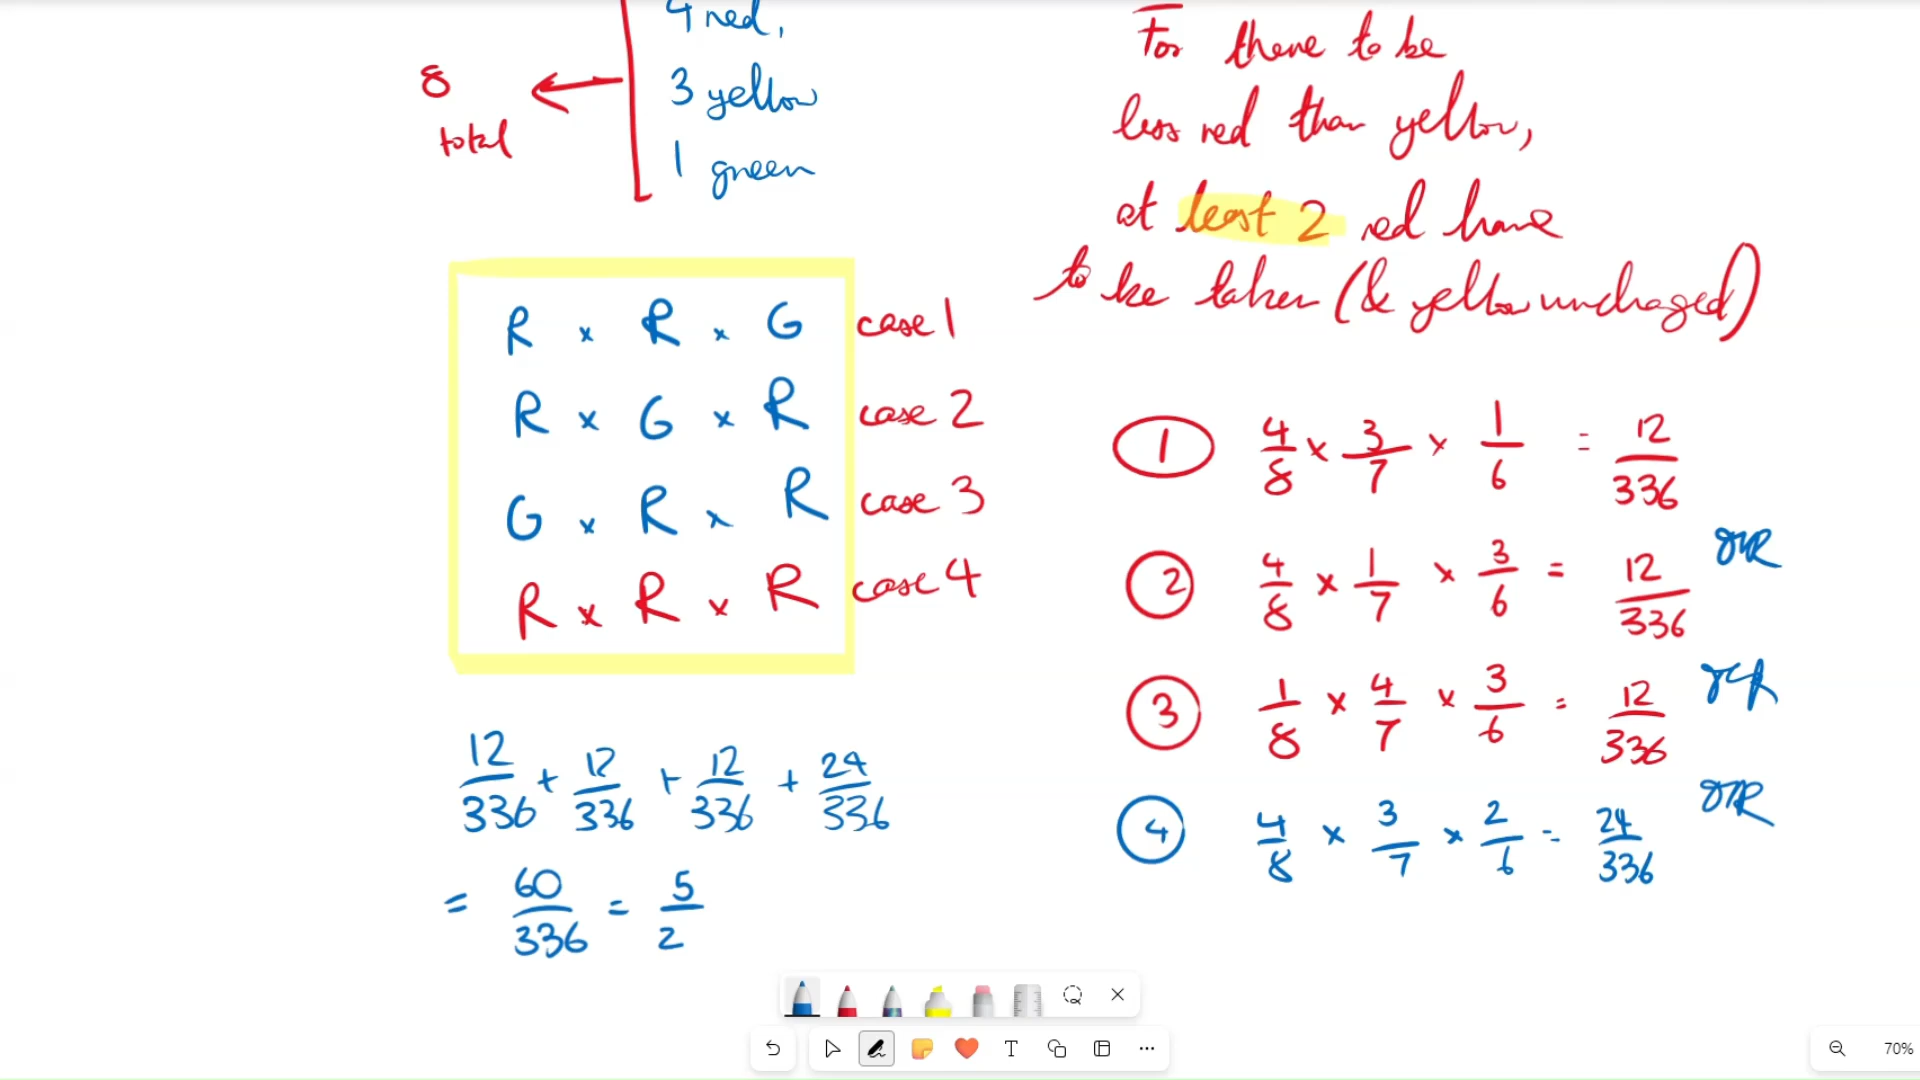 4 red,
3 yellow
1 green
8
total
For there to be
less red than yellow,
at least 2 red have
to be taken (& yellow unchaged)
R x R x G case 1
R x G x R case 2
G x R x R case 3
R x R x R case 4
1 4/8 x 3/7 x 1/6 = 12/336
OR
2 4/8 x 1/7 x 3/6 = 12/336
OR
3 1/8 x 4/7 x 3/6 = 12/336
OR
4 4/8 x 3/7 x 2/6 = 24/336
12/336 + 12/336 + 12/336 + 24/336
= 60/336 = 5/2
70%